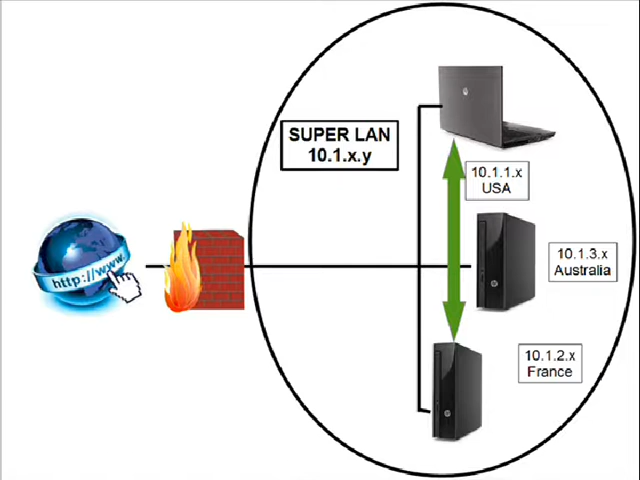 SUPER LAN
10.1.x.y
10.1.1.x
USA
http://www.
10.1.3.x
Australia
10.1.2.x
France